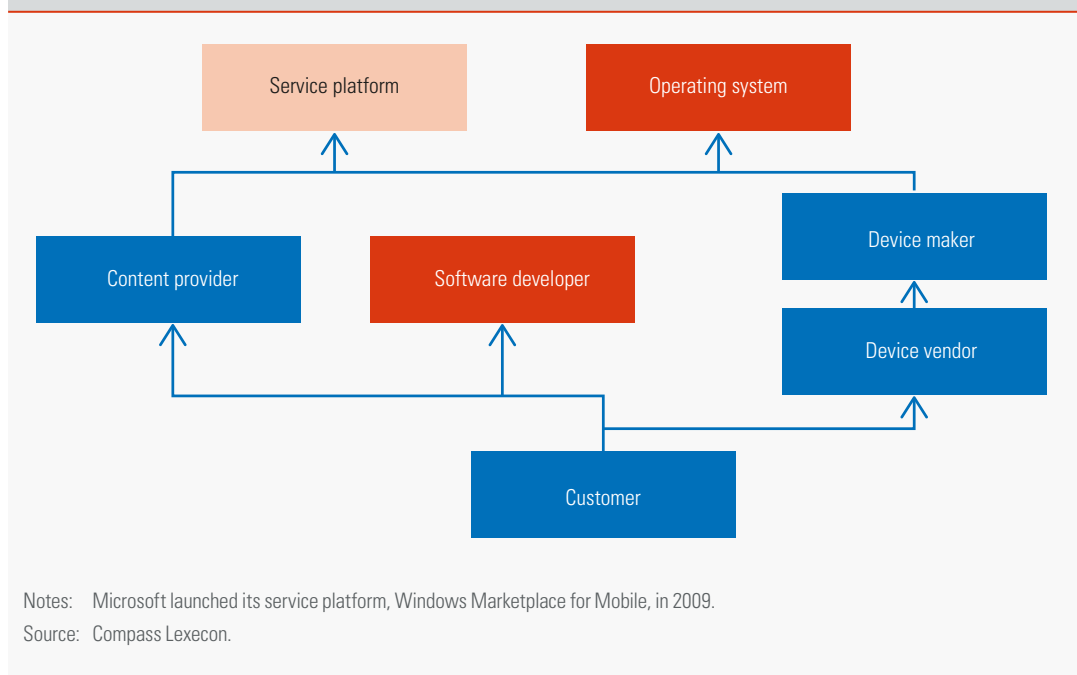 Service platform
Operating system
Device maker
Content provider
Software developer
Device vendor
Customer
Notes: Microsoft launched its service platform, Windows Marketplace for Mobile, in 2009.
Source: Compass Lexecon.